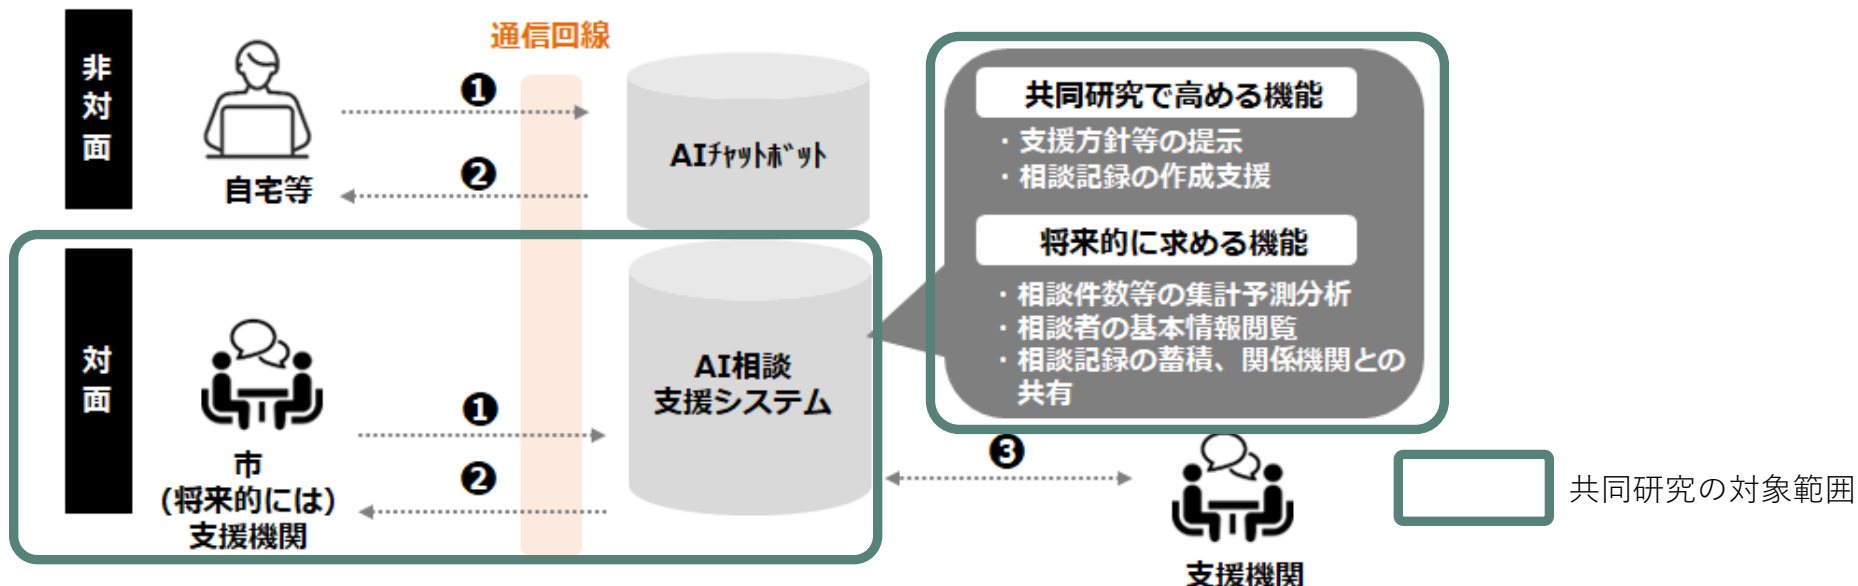 非対面
通信回線
❶
❷
自宅等
AIﾁｬｯﾄﾎﾞｯﾄ
共同研究で高める機能
・支援方針等の提示
・相談記録の作成支援
将来的に求める機能
・相談件数等の集計予測分析
・相談者の基本情報閲覧
・相談記録の蓄積、関係機関との
共有
対面
❶
❷
市
(将来的には)
支援機関
AI相談
支援システム
❸
支援機関
共同研究の対象範囲